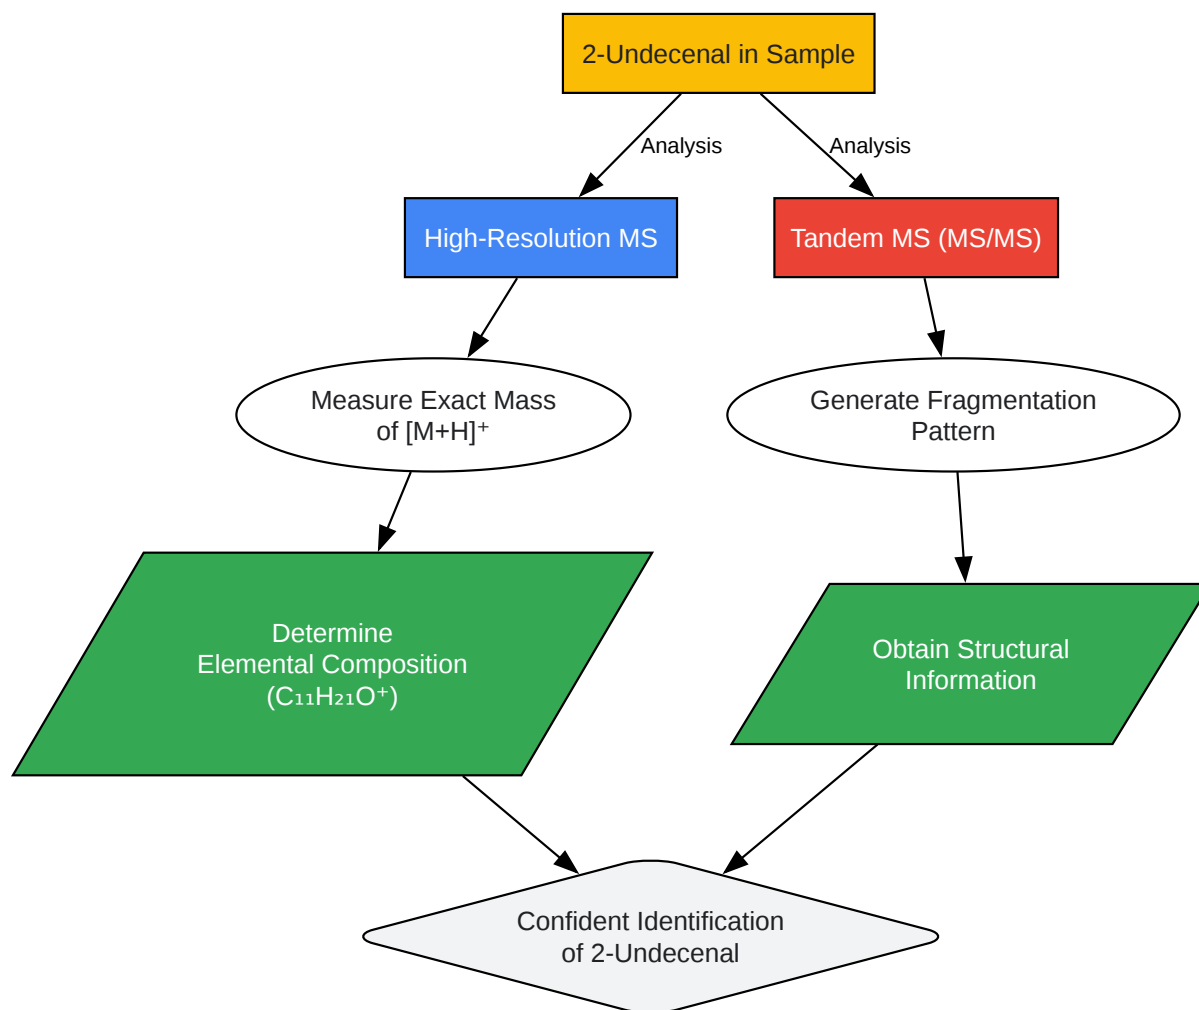 2-Undecenal in Sample
Analysis
Analysis
High-Resolution MS
Tandem MS (MS/MS)
Measure Exact Mass
of [M+H]⁺
Generate Fragmentation
Pattern
Determine
Elemental Composition
(C₁₁H₂₁O⁺)
Obtain Structural
Information
Confident Identification
of 2-Undecenal